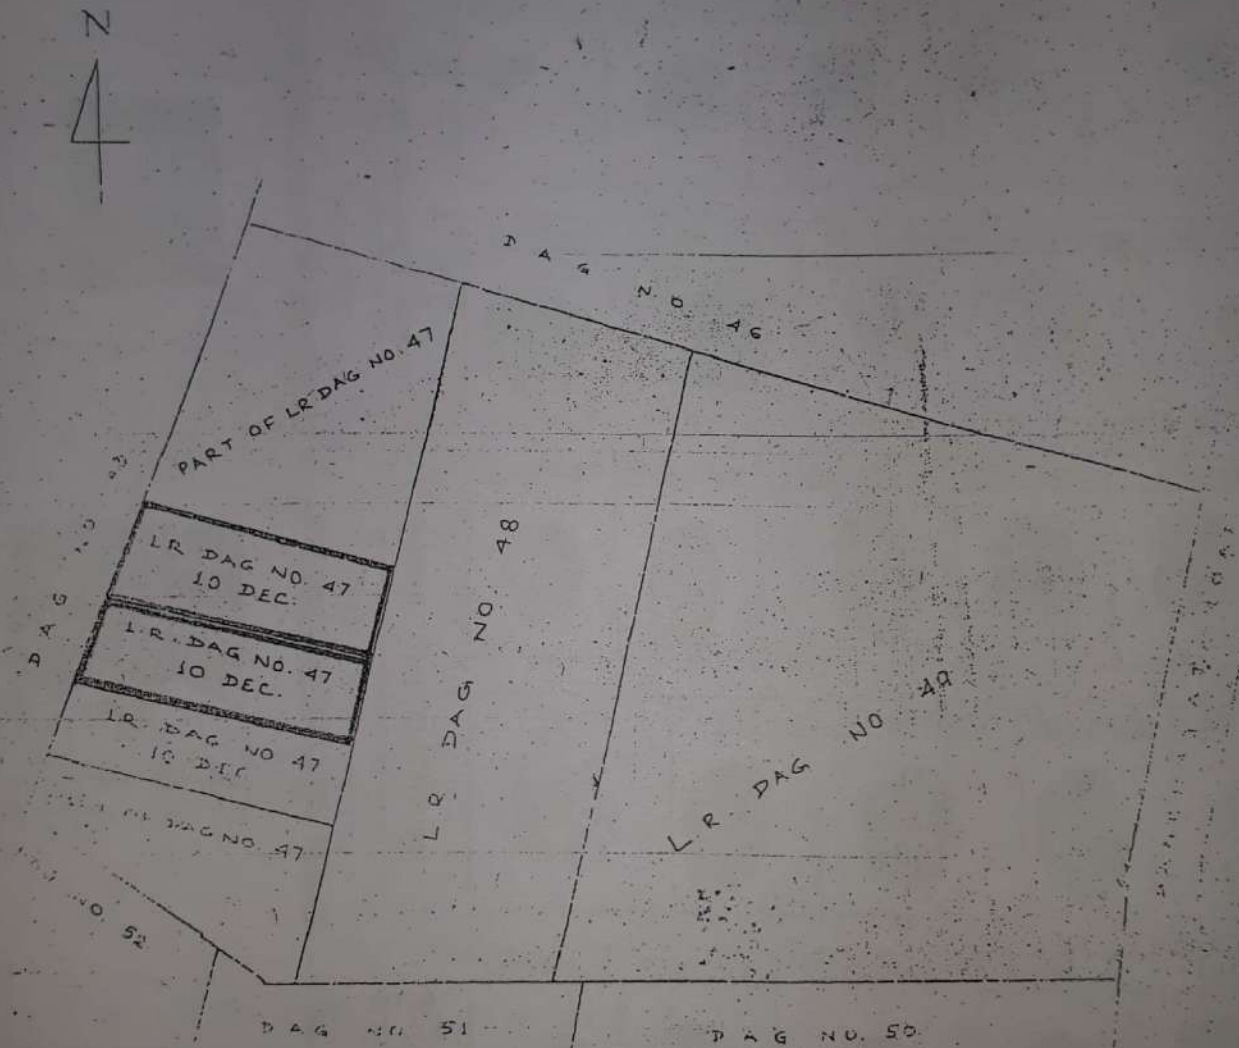 N
DAG NO. 46
PART OF LR DAG NO. 47
DAG NO
LR DAG NO. 47
10 DEC.
L.R. DAG NO. 47
10 DEC.
LR DAG NO 47
10 DEC
DAG NO. 47
L R DAG NO. 48
L. R. DAG NO 49
NO. 52
DAG NO. 51
DAG NO. 50